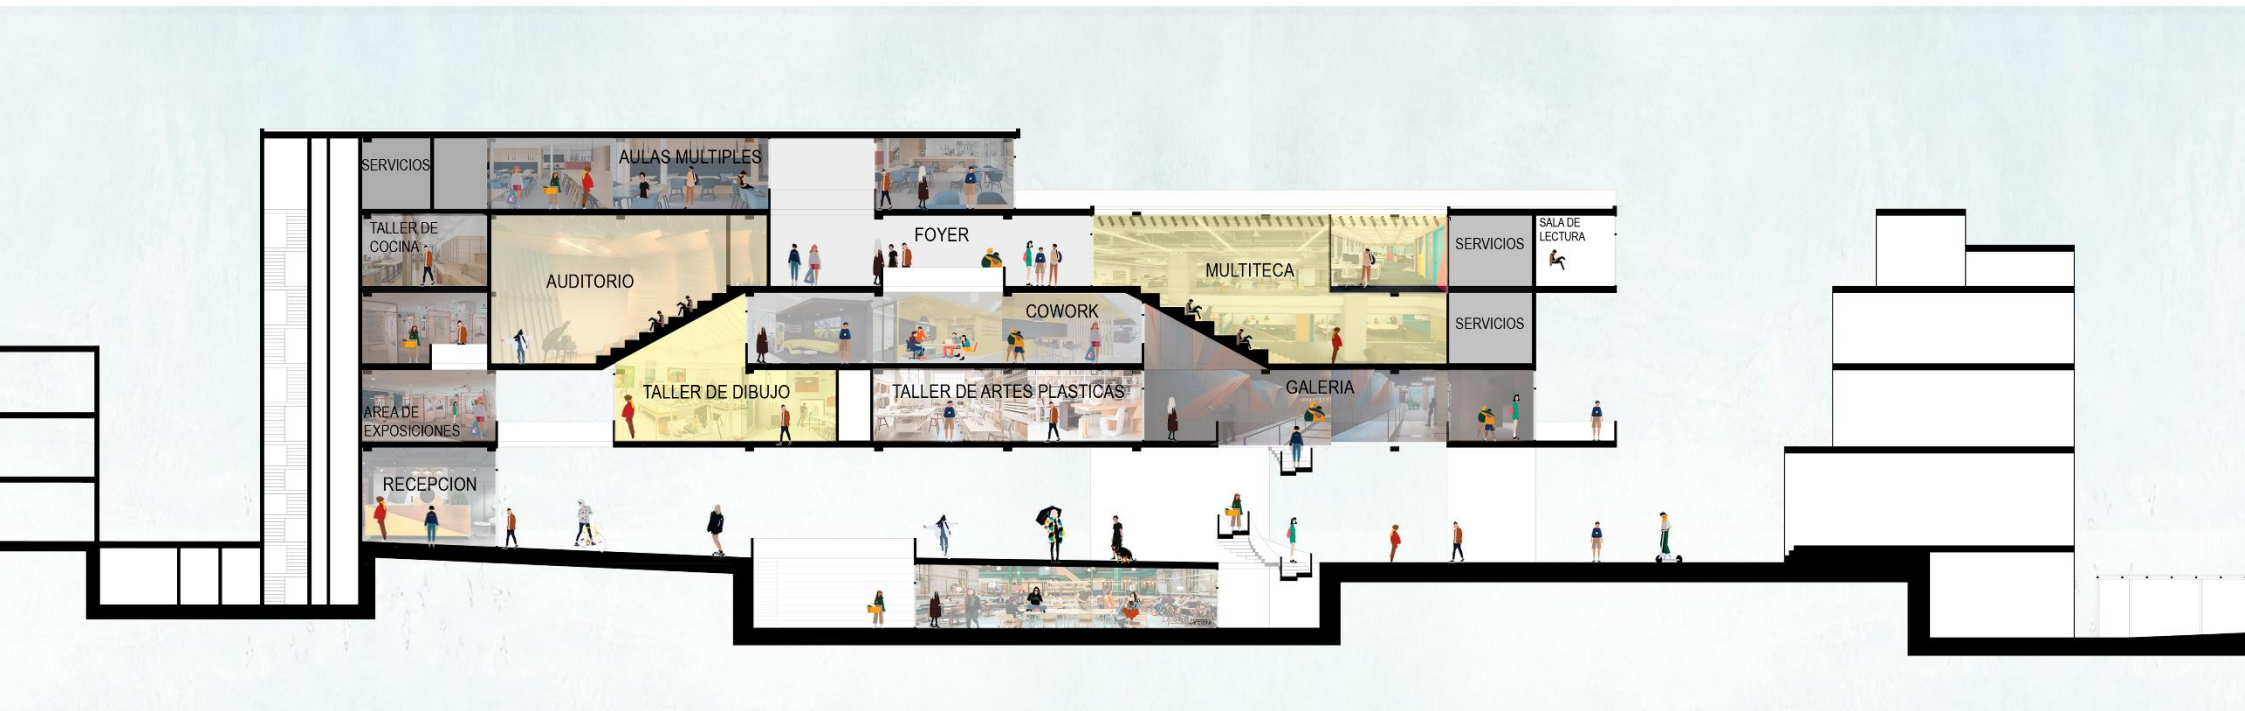 SERVICIOS
AULAS MULTIPLES
TALLER DE
COCINA
AUDITORIO
FOYER
MULTITECA
SERVICIOS
SALA DE
LECTURA
COWORK
SERVICIOS
AREA DE
EXPOSICIONES
TALLER DE DIBUJO
TALLER DE ARTES PLASTICAS
GALERIA
RECEPCION